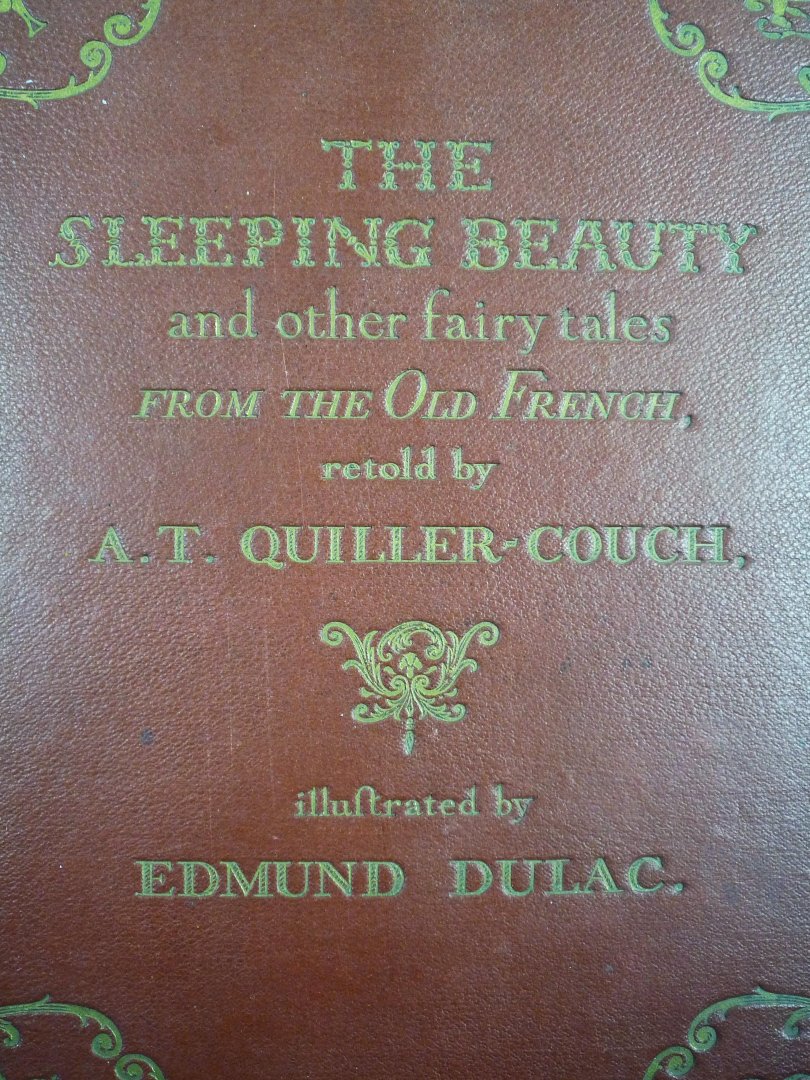 THE
SLEEPING BEAUTY
and other fairy tales
FROM THE OLD FRENCH,
retold by
A. T. QUILLER-COUCH,
illuſtrated by
EDMUND DULAC.